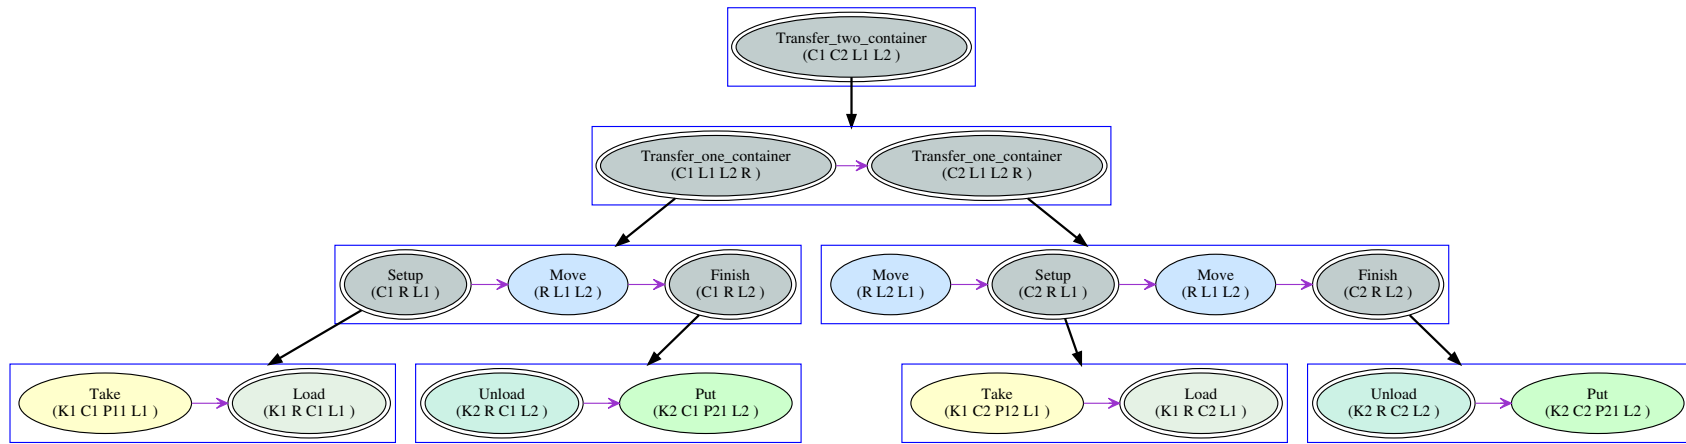 Transfer_two_container
(C1 C2 L1 L2 )
Transfer_one_container
(C1 L1 L2 R )
Transfer_one_container
(C2 L1 L2 R )
Setup
(C1 R L1 )
Move
(R L1 L2 )
Finish
(C1 R L2 )
Move
(R L2 L1 )
Setup
(C2 R L1 )
Move
(R L1 L2 )
Finish
(C2 R L2 )
Take
(K1 C1 P11 L1 )
Load
(K1 R C1 L1 )
Unload
(K2 R C1 L2 )
Put
(K2 C1 P21 L2 )
Take
(K1 C2 P12 L1 )
Load
(K1 R C2 L1 )
Unload
(K2 R C2 L2 )
Put
(K2 C2 P21 L2 )